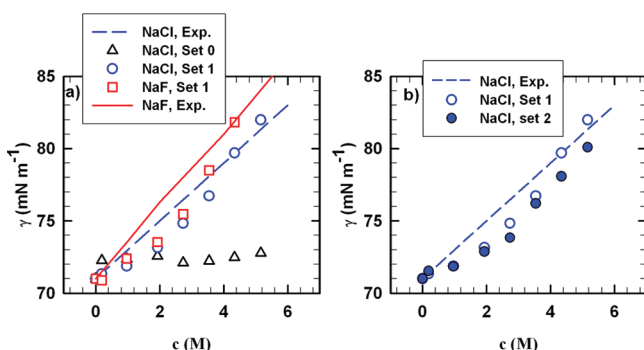 NaCl, Exp.
NaCl, Set 0
NaCl, Set 1
NaF, Set 1
NaF, Exp.
a)
85
80
75
70
γ (mN m⁻¹)
0 2 4 6
c (M)
NaCl, Exp.
NaCl, Set 1
NaCl, set 2
b)
85
80
75
70
γ (mN m⁻¹)
0 2 4 6
c (M)